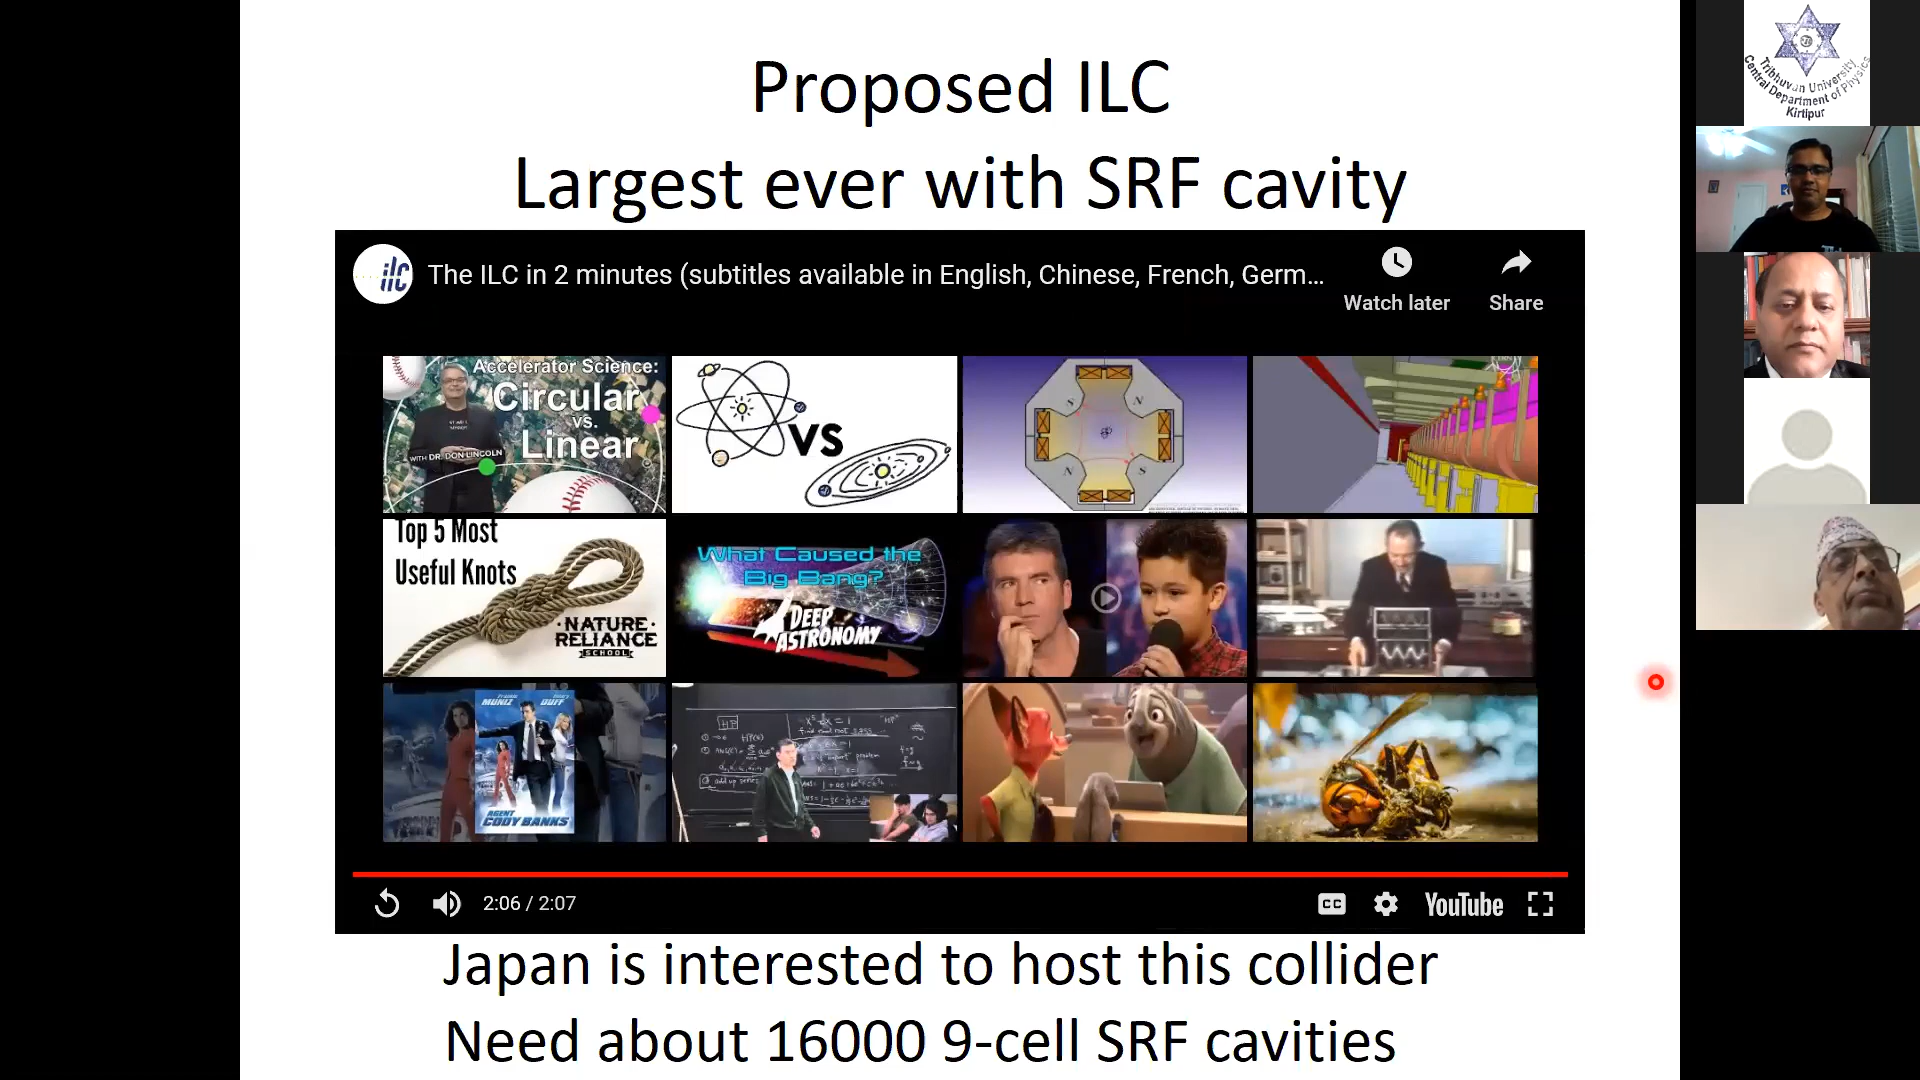 Proposed ILC
Largest ever with SRF cavity
ilc
The ILC in 2 minutes (subtitles available in English, Chinese, French, Germ...
Watch later
Share
Accelerator Science:
Circular
vs.
Linear
WITH DR. DON LINCOLN
VS
S
N
N
S
Top 5 Most
Useful Knots
·NATURE·
RELIANCE
SCHOOL
What Caused the
Big Bang?
DEEP
ASTRONOMY
MUNIZ
DUFF
AGENT
CODY BANKS
2:06 / 2:07
CC
YouTube
Japan is interested to host this collider
Need about 16000 9-cell SRF cavities
Tribhuvan University
Central Department of Physics
Kirtipur